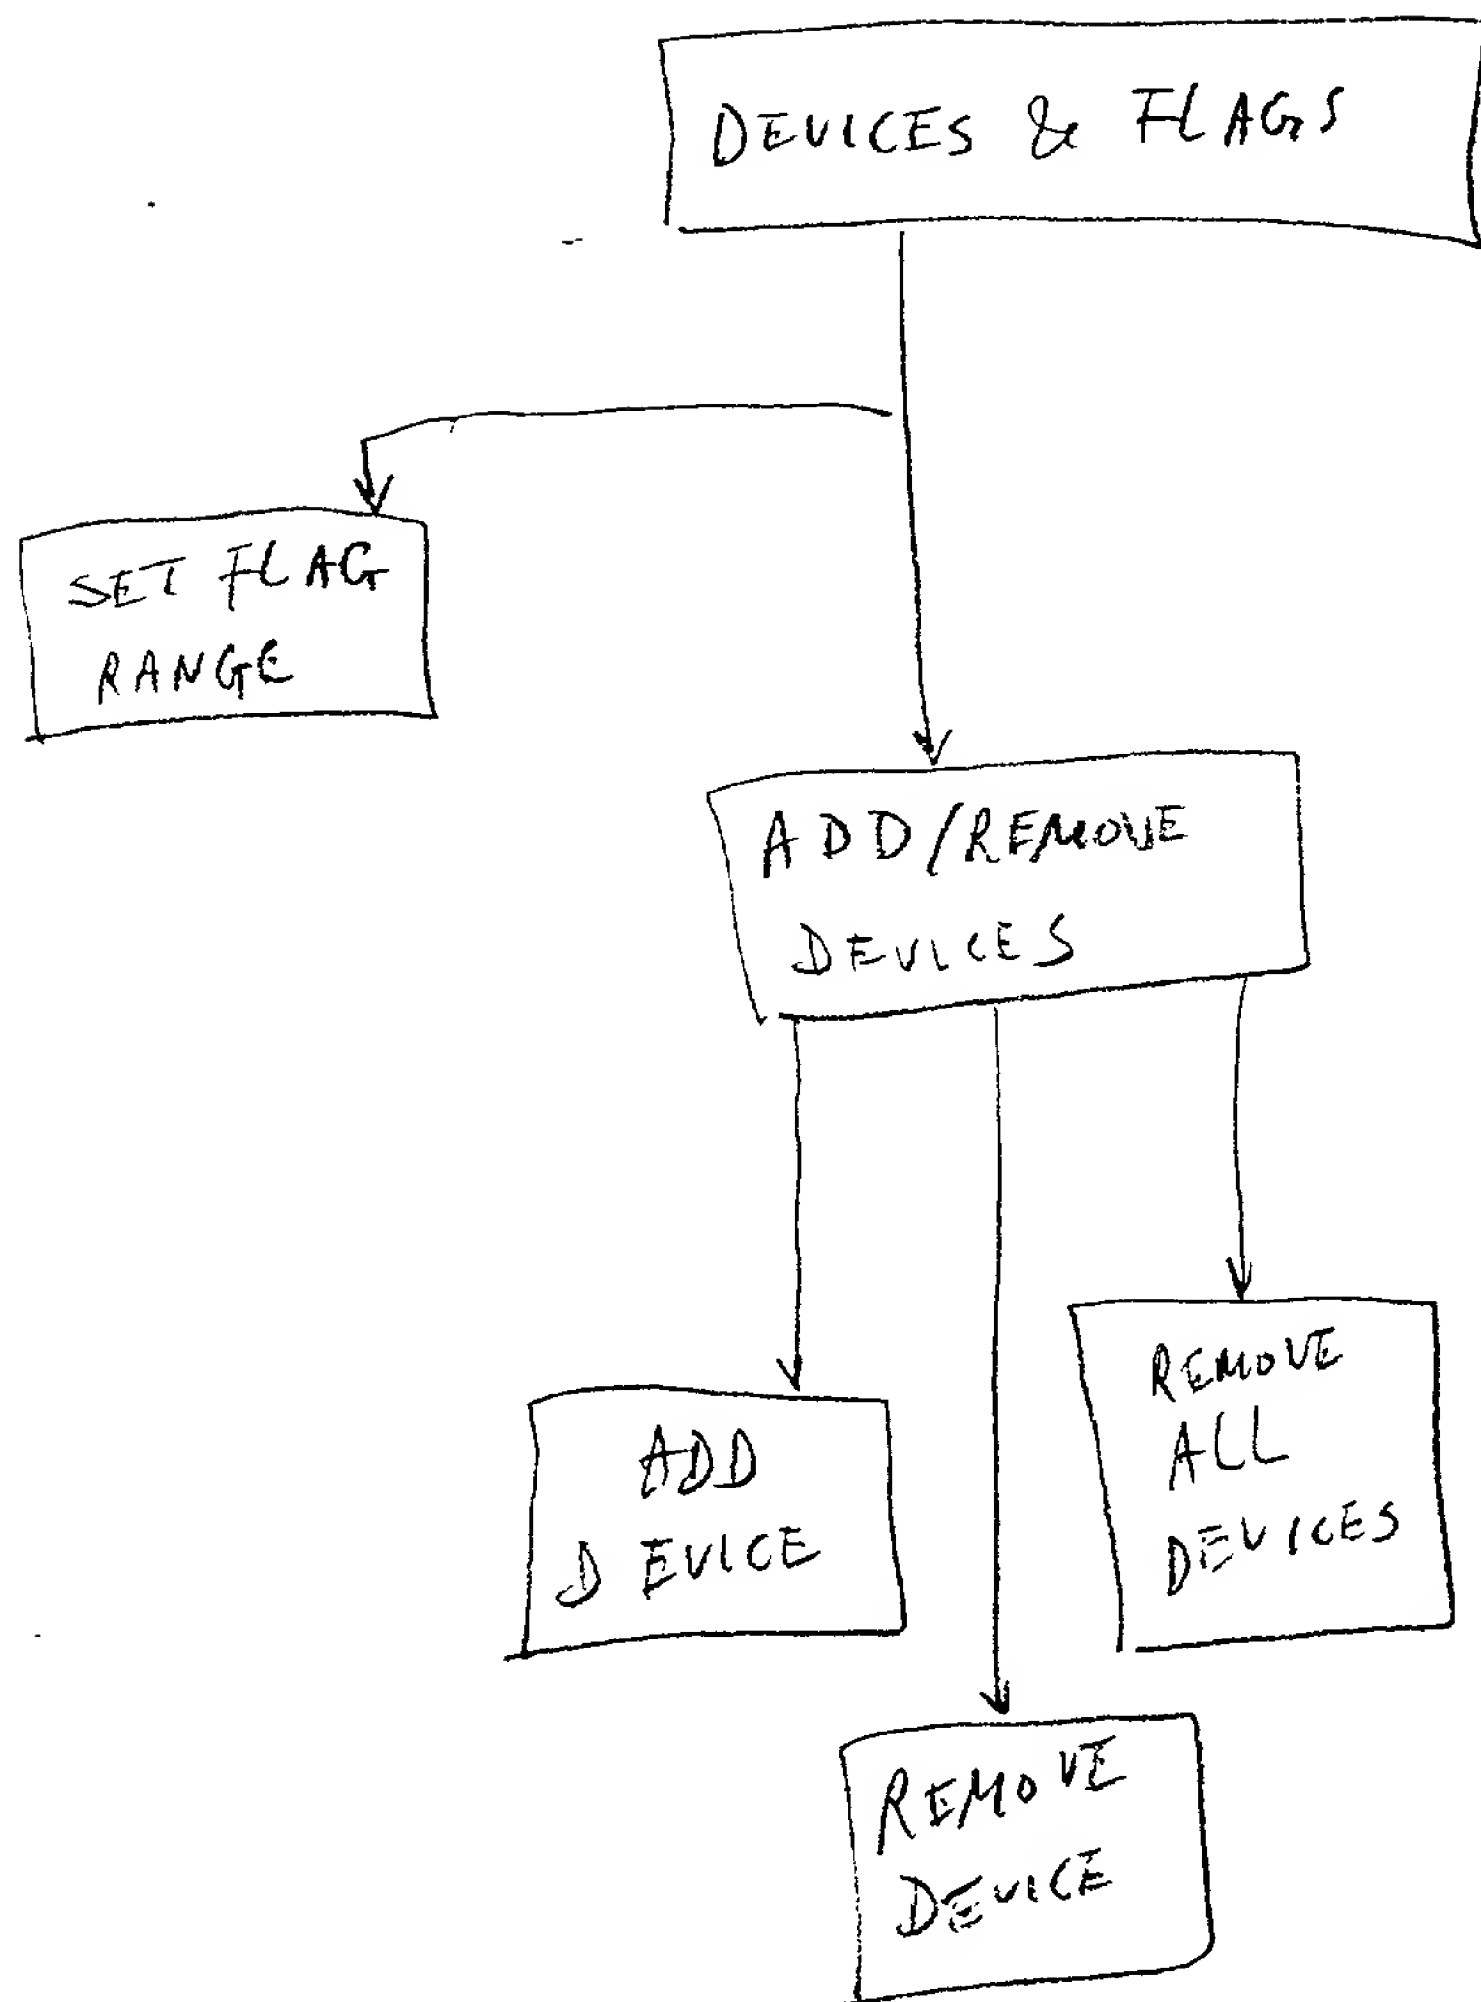 DEVICES & FLAGS
SET FLAG
RANGE
ADD/REMOVE
DEVICES
ADD
DEVICE
REMOVE
ALL
DEVICES
REMOVE
DEVICE